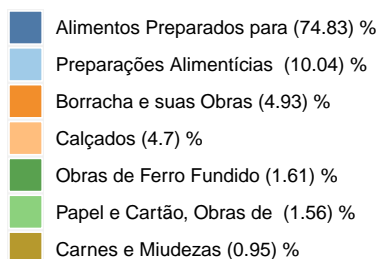 Alimentos Preparados para (74.83) %
Preparações Alimentícias  (10.04) %
Borracha e suas Obras (4.93) %
Calçados (4.7) %
Obras de Ferro Fundido (1.61) %
Papel e Cartão, Obras de  (1.56) %
Carnes e Miudezas (0.95) %